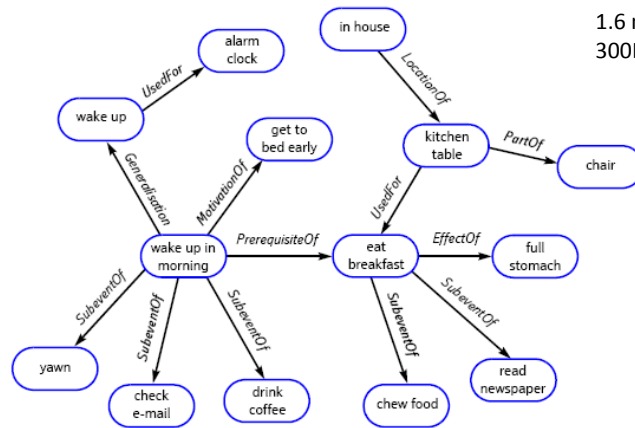 in house
1.6
300
alarm
clock
UsedFor
LocationOf
wake up
get to
bed early
kitchen
table
PartOf
chair
Generalisation
MotivationOf
UsedFor
wake up in
morning
PrerequisiteOf
eat
breakfast
EffectOf
full
stomach
SubeventOf
SubeventOf
SubeventOf
SubeventOf
SubeventOf
yawn
check
e-mail
drink
coffee
chew food
read
newspaper